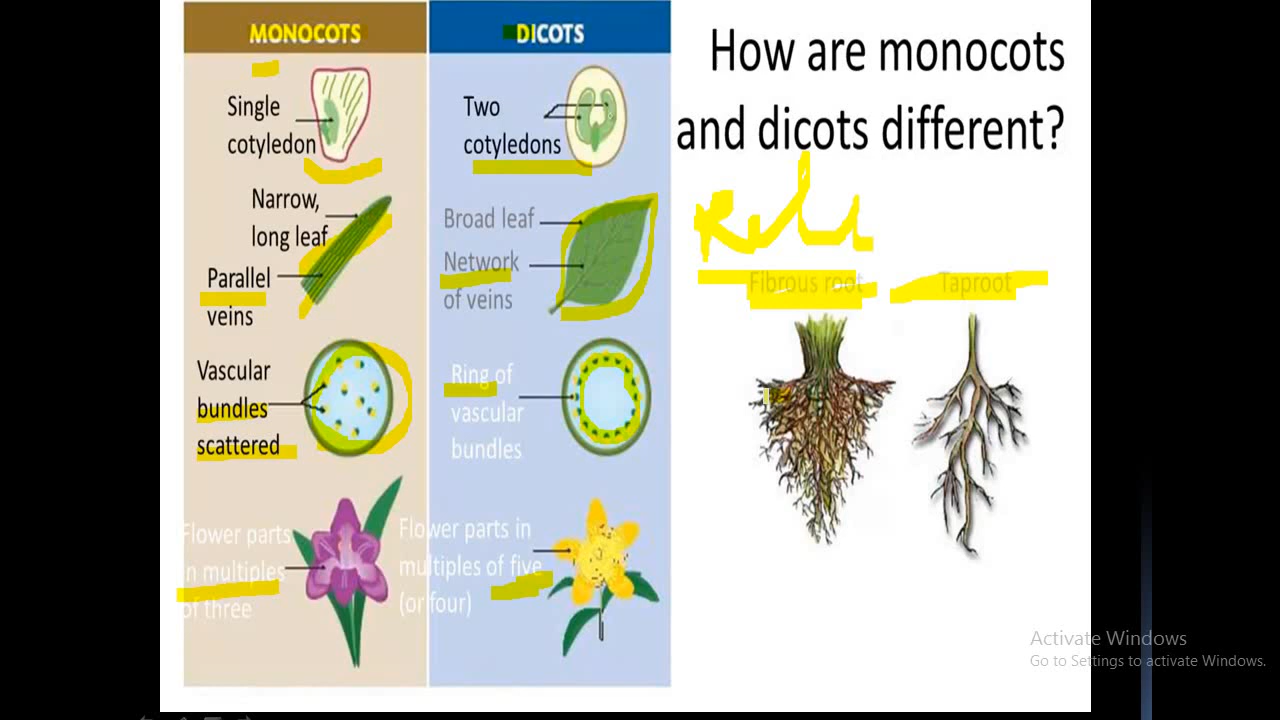 MONOCOTS
DICOTS
How are monocots
and dicots different?
Single
cotyledon
Two
cotyledons
Narrow,
long leaf
Parallel
veins
Broad leaf
Network
of veins
Fibrous root
Taproot
Vascular
bundles
scattered
Ring of
vascular
bundles
Flower parts
in multiples
of three
Flower parts in
multiples of five
(or four)
Activate Windows
Go to Settings to activate Windows.